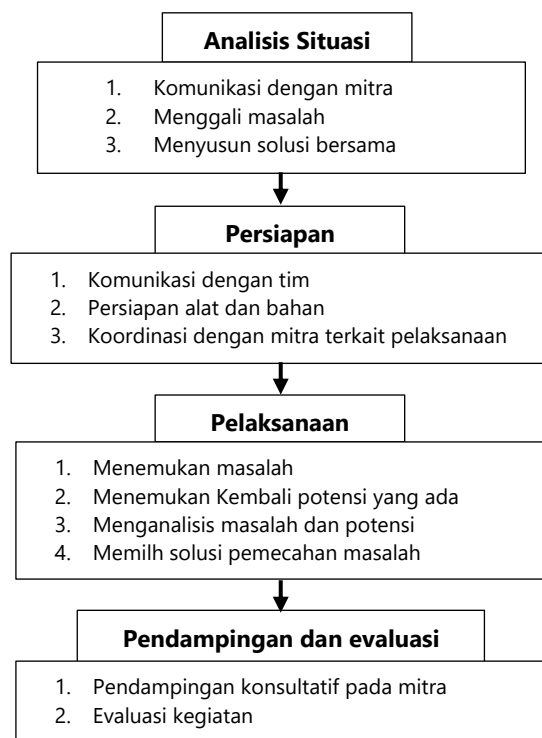 Analisis Situasi
1. Komunikasi dengan mitra
2. Menggali masalah
3. Menyusun solusi bersama
Persiapan
1. Komunikasi dengan tim
2. Persiapan alat dan bahan
3. Koordinasi dengan mitra terkait pelaksanaan
Pelaksanaan
1. Menemukan masalah
2. Menemukan Kembali potensi yang ada
3. Menganalisis masalah dan potensi
4. Memilh solusi pemecahan masalah
Pendampingan dan evaluasi
1. Pendampingan konsultatif pada mitra
2. Evaluasi kegiatan